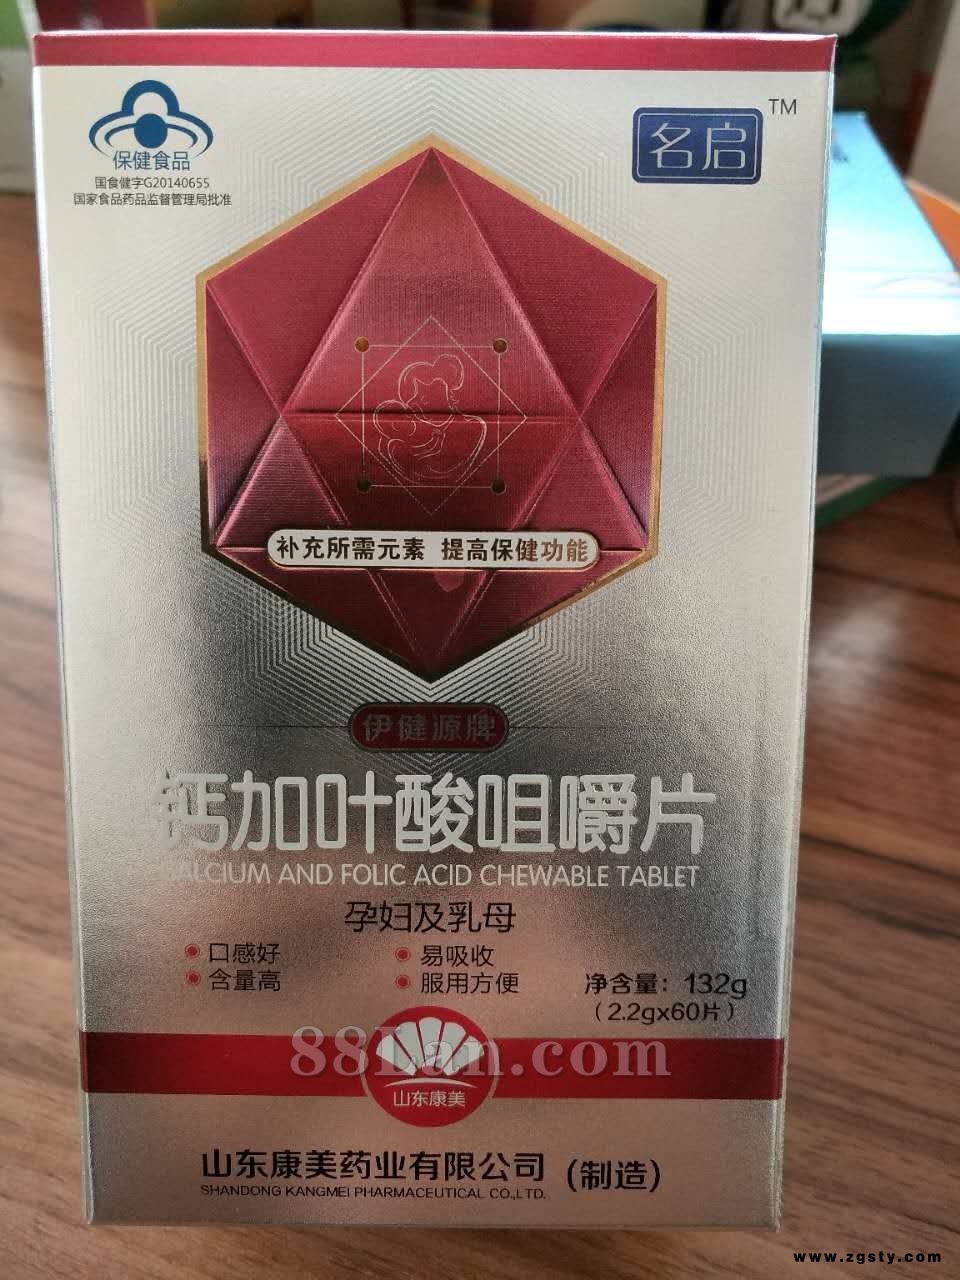 保健食品
国食健字G20140655
国家食品药品监督管理局批准
名启 TM
补充所需元素 提高保健功能
伊健源牌
钙加叶酸咀嚼片
CALCIUM AND FOLIC ACID CHEWABLE TABLET
孕妇及乳母
口感好 易吸收
含量高 服用方便
净含量：132g
（2.2gx60片）
山东康美
山东康美药业有限公司（制造）
SHANDONG KANGMEI PHARMACEUTICAL CO.,LTD.
www.zgsty.com